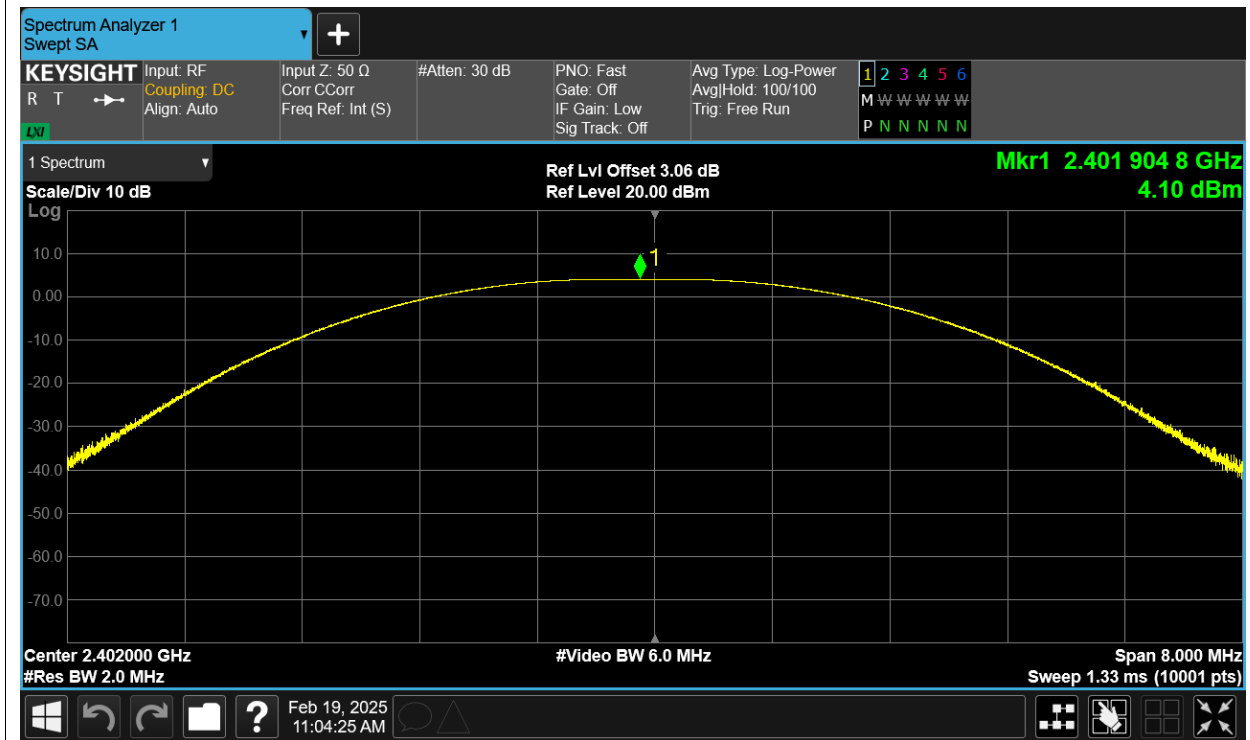 Spectrum Analyzer 1
Swept SA
KEYSIGHT
R T
LXI
Input: RF
Coupling: DC
Align: Auto
Input Z: 50 Ω
Corr CCorr
Freq Ref: Int (S)
#Atten: 30 dB
PNO: Fast
Gate: Off
IF Gain: Low
Sig Track: Off
Avg Type: Log-Power
Avg|Hold: 100/100
Trig: Free Run
1 2 3 4 5 6
M W W W W W
P N N N N N
1 Spectrum
Scale/Div 10 dB
Log
Ref Lvl Offset 3.06 dB
Ref Level 20.00 dBm
Mkr1 2.401 904 8 GHz
4.10 dBm
1
10.0
0.00
-10.0
-20.0
-30.0
-40.0
-50.0
-60.0
-70.0
Center 2.402000 GHz
#Res BW 2.0 MHz
#Video BW 6.0 MHz
Span 8.000 MHz
Sweep 1.33 ms (10001 pts)
?
Feb 19, 2025
11:04:25 AM